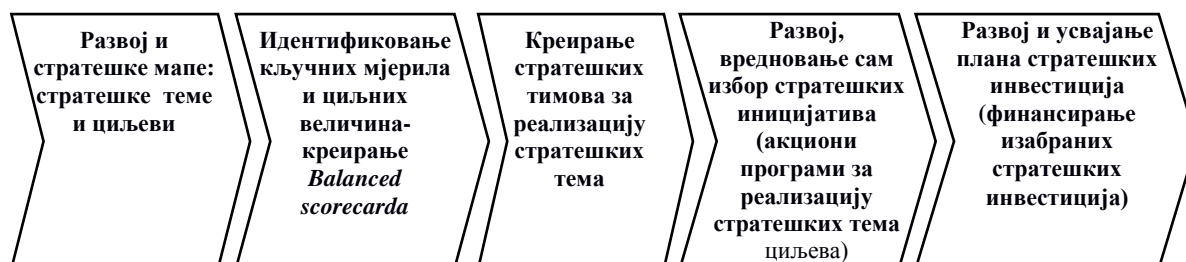 Развој и
стратешке мапе:
стратешке теме
и циљеви
Идентификовање
кључних мјерила
и циљних
величина-
креирање
Balanced
scorecarda
Креирање
стратешких
тимова за
реализацију
стратешких
тема
Развој,
вредновање сам
избор стратешких
иницијатива
(акциони
програми за
реализацију
стратешких тема
циљева)
Развој и усвајање
плана стратешких
инвестиција
(финансирање
изабраних
стратешких
инвестиција)